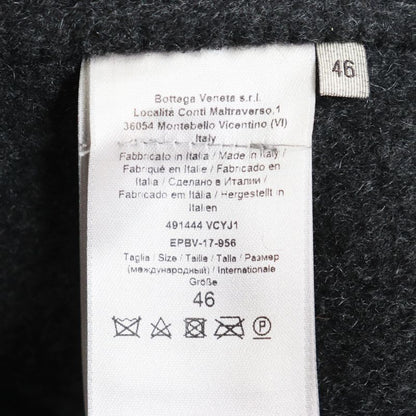 Bottega Veneta s.r.l.
Località Conti Maltraverso,1
36054 Montebello Vicentino (VI)
Italy
46
Fabbricato in Italia / Made in Italy /
Fabriqué en Italie / Fabricado en
Italia / Сделано в Италии /
Fabricado em Itália / Hergestellt in
Italien
491444 VCYJ1
EPBV-17-956
Taglia / Size / Taille / Talla / Размер
(международный) / Internationale
Größe
46
P